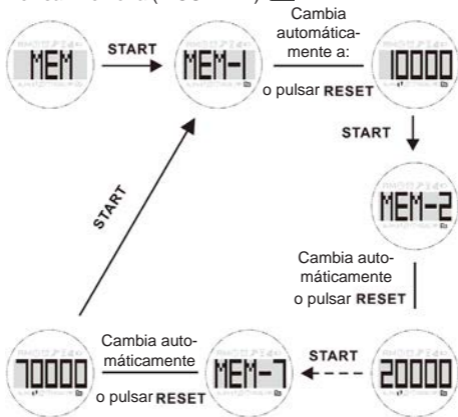 MEM
START
MEM-1
Cambia
automática-
mente a:
o pulsar RESET
10000
START
MEM-2
Cambia auto-
máticamente
o pulsar RESET
20000
START
MEM-7
Cambia auto-
máticamente
o pulsar RESET
70000
START